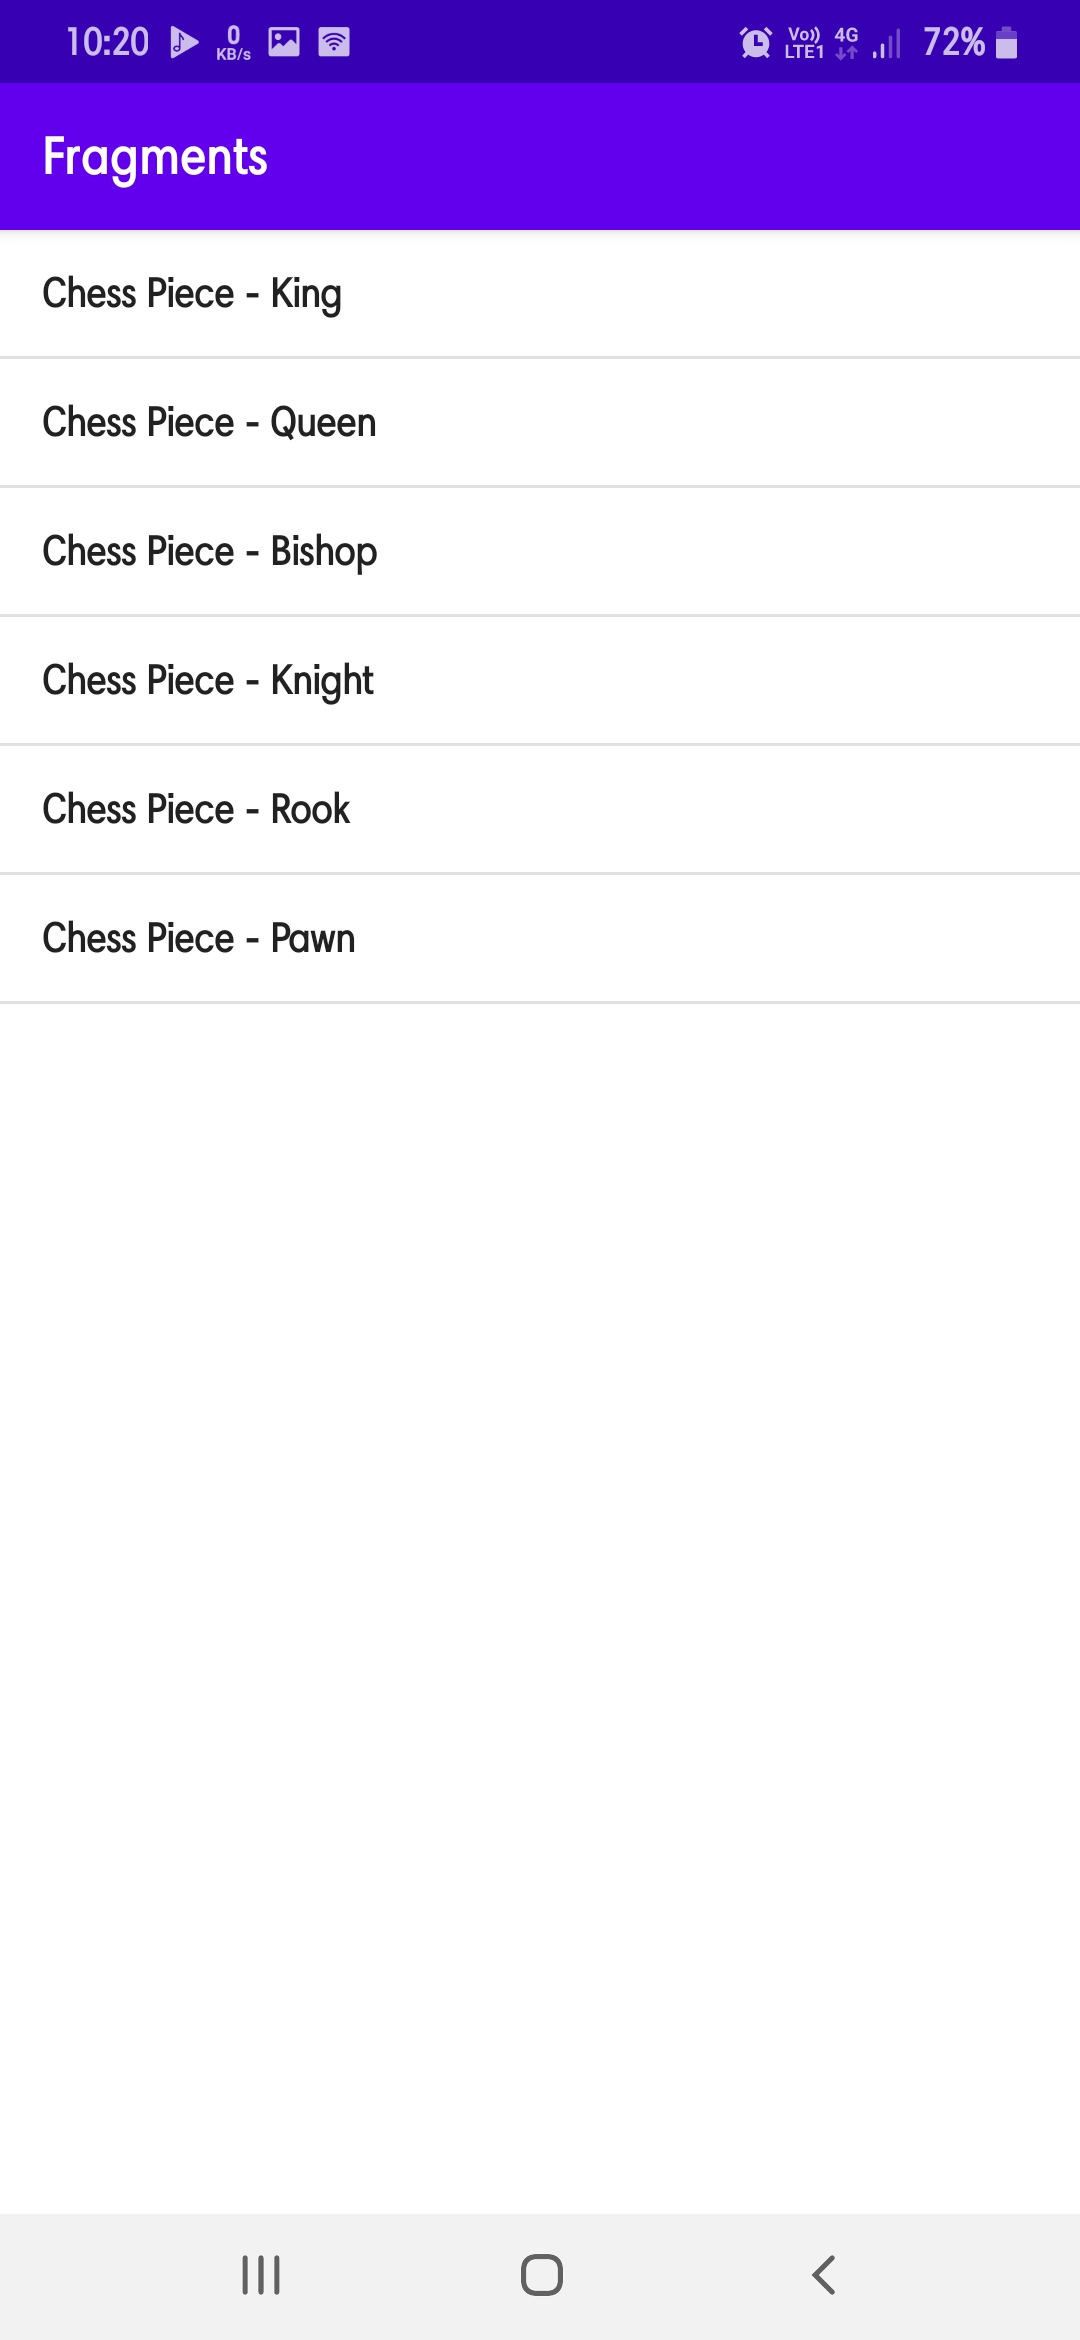 10:20 0 KB/s Vo)) LTE1 4G 72%
Fragments
Chess Piece - King
Chess Piece - Queen
Chess Piece - Bishop
Chess Piece - Knight
Chess Piece - Rook
Chess Piece - Pawn